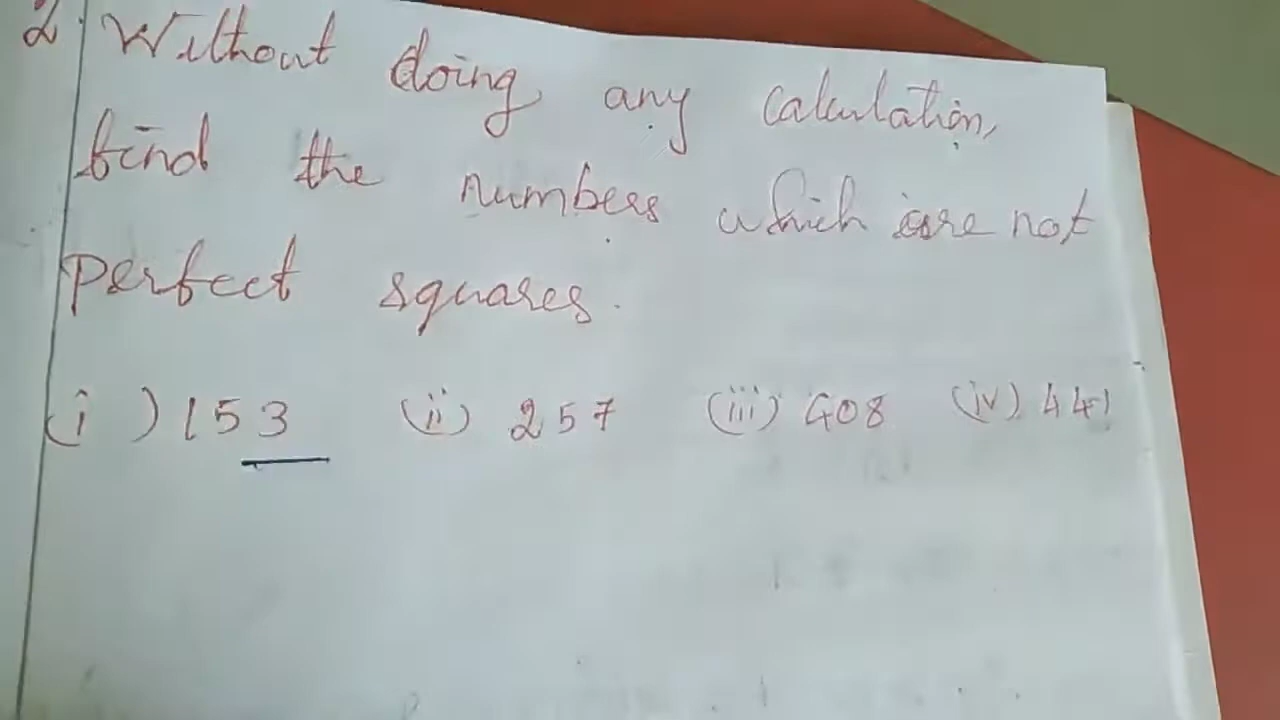 2. Without doing any calculation,
find the numbers which are not
perfect squares.
(i) 153 (ii) 257 (iii) 408 (iv) 441